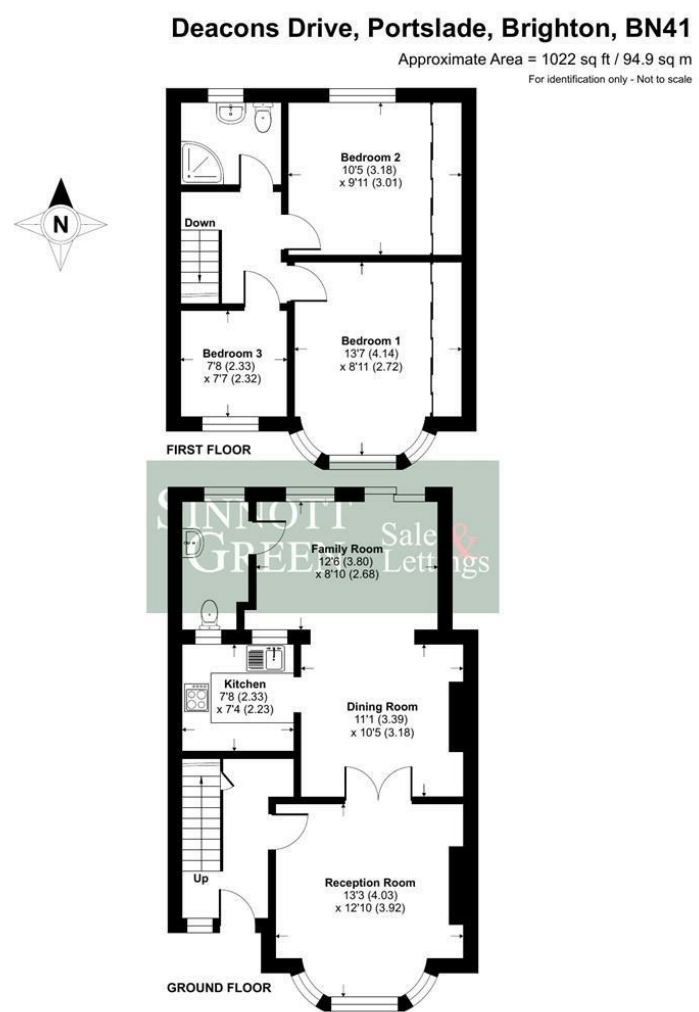 Deacons Drive, Portslade, Brighton, BN41
Approximate Area = 1022 sq ft / 94.9 sq m
For identification only - Not to scale
N
Bedroom 2
10'5 (3.18)
x 9'11 (3.01)
Down
Bedroom 1
13'7 (4.14)
x 8'11 (2.72)
Bedroom 3
7'8 (2.33)
x 7'7 (2.32)
FIRST FLOOR
SINNOTT
GREEN
Sale &
Lettings
Family Room
12'6 (3.80)
x 8'10 (2.68)
Kitchen
7'8 (2.33)
x 7'4 (2.23)
Dining Room
11'1 (3.39)
x 10'5 (3.18)
Up
Reception Room
13'3 (4.03)
x 12'10 (3.92)
GROUND FLOOR